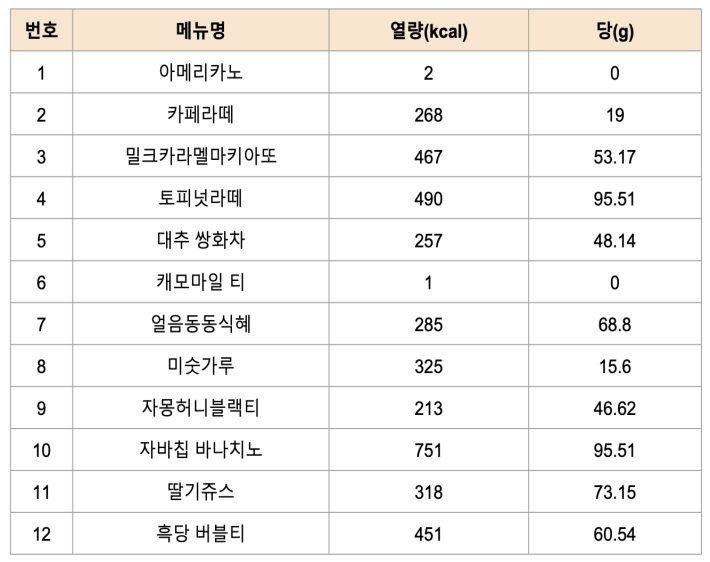 번호 메뉴명 열량(kcal) 당(g)
1 아메리카노 2 0
2 카페라떼 268 19
3 밀크카라멜마키아또 467 53.17
4 토피넛라떼 490 95.51
5 대추 쌍화차 257 48.14
6 캐모마일 티 1 0
7 얼음동동식혜 285 68.8
8 미숫가루 325 15.6
9 자몽허니블랙티 213 46.62
10 자바칩 바나치노 751 95.51
11 딸기쥬스 318 73.15
12 흑당 버블티 451 60.54